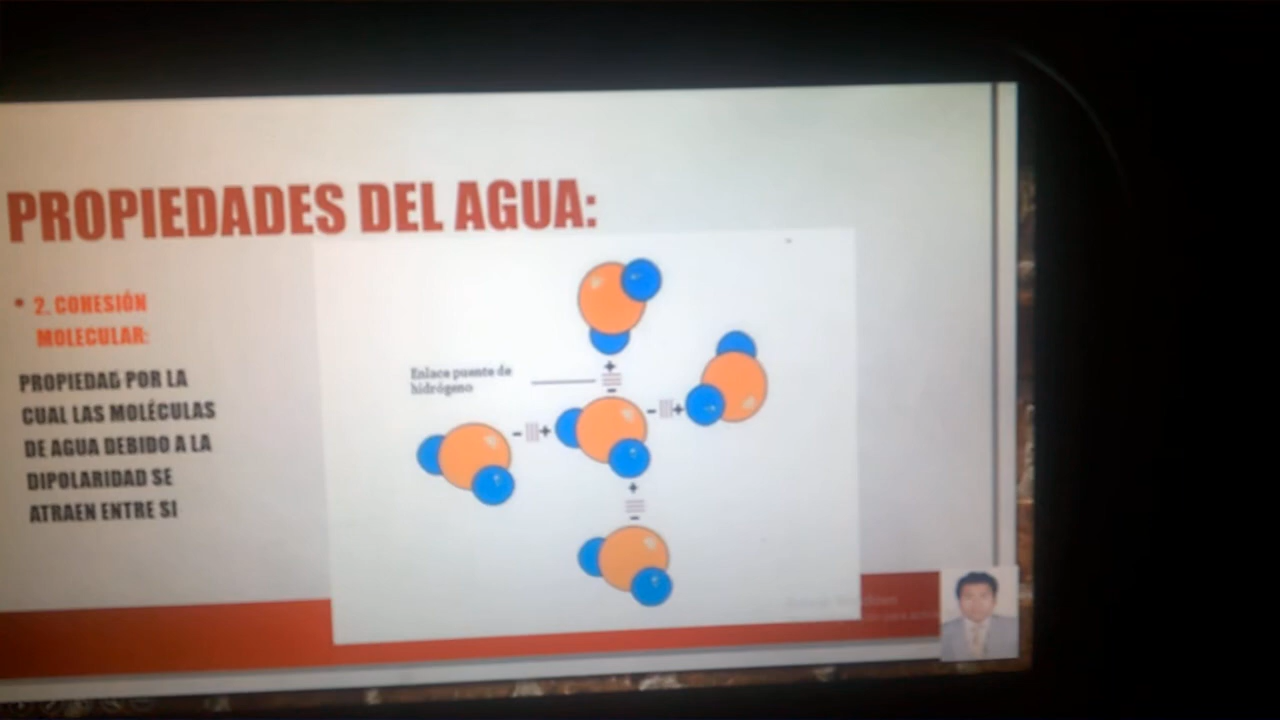 PROPIEDADES DEL AGUA:
• 2. COHESIÓN
MOLECULAR:
PROPIEDAD POR LA
CUAL LAS MOLÉCULAS
DE AGUA DEBIDO A LA
DIPOLARIDAD SE
ATRAEN ENTRE SI
Enlace puente de
hidrógeno
+
-
- +
- +
+
-